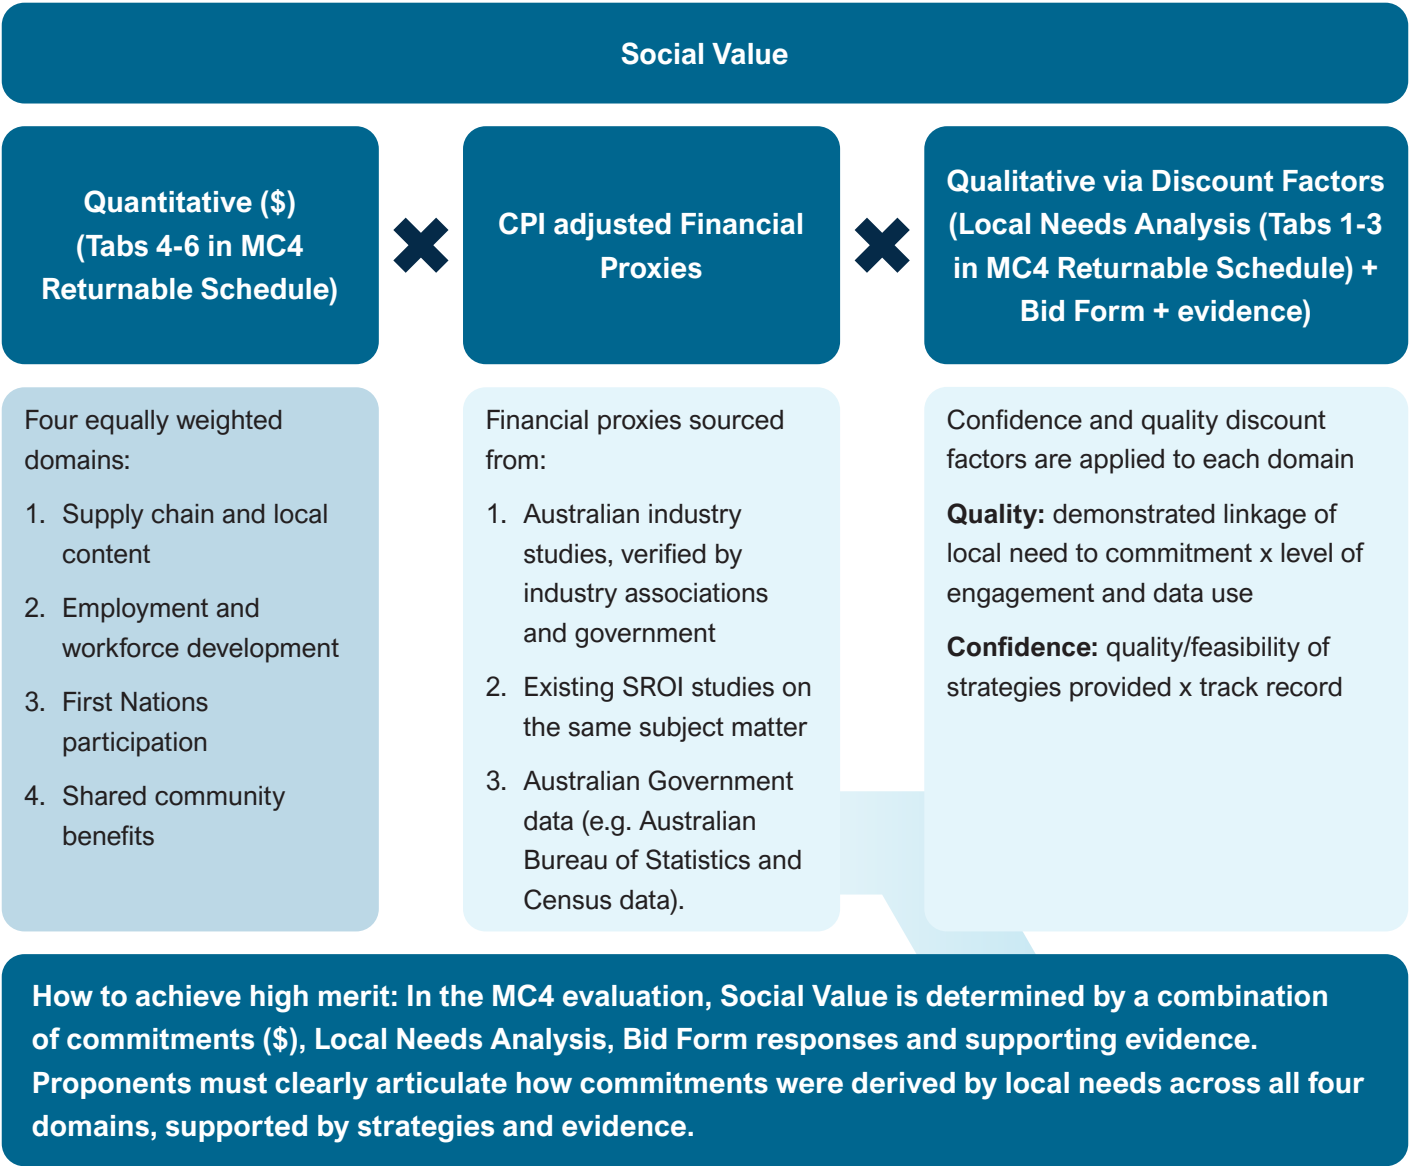 Social Value
Quantitative ($)
(Tabs 4-6 in MC4
Returnable Schedule)
CPI adjusted Financial
Proxies
Qualitative via Discount Factors
(Local Needs Analysis (Tabs 1-3
in MC4 Returnable Schedule) +
Bid Form + evidence)
Four equally weighted
domains:
1. Supply chain and local
content
2. Employment and
workforce development
3. First Nations
participation
4. Shared community
benefits
Financial proxies sourced
from:
1. Australian industry
studies, verified by
industry associations
and government
2. Existing SROI studies on
the same subject matter
3. Australian Government
data (e.g. Australian
Bureau of Statistics and
Census data).
Confidence and quality discount
factors are applied to each domain
Quality: demonstrated linkage of
local need to commitment x level of
engagement and data use
Confidence: quality/feasibility of
strategies provided x track record
How to achieve high merit: In the MC4 evaluation, Social Value is determined by a combination
of commitments ($), Local Needs Analysis, Bid Form responses and supporting evidence.
Proponents must clearly articulate how commitments were derived by local needs across all four
domains, supported by strategies and evidence.